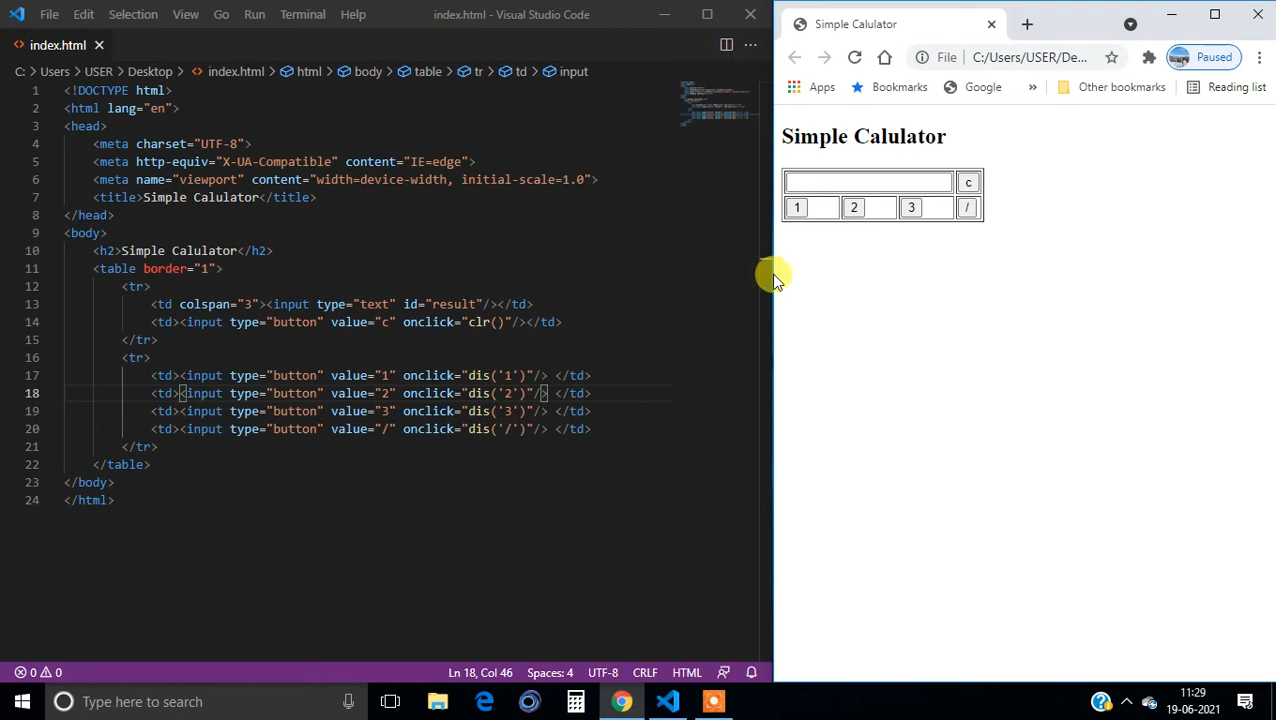 File Edit Selection View Go Run Terminal Help index.html - Visual Studio Code
index.html
C: > Users > USER > Desktop > index.html > html > body > table > tr > td > input
1 <!DOCTYPE html>
2 <html lang="en">
3 <head>
4 <meta charset="UTF-8">
5 <meta http-equiv="X-UA-Compatible" content="IE=edge">
6 <meta name="viewport" content="width=device-width, initial-scale=1.0">
7 <title>Simple Calulator</title>
8 </head>
9 <body>
10 <h2>Simple Calulator</h2>
11 <table border="1">
12 <tr>
13 <td colspan="3"><input type="text" id="result"/></td>
14 <td><input type="button" value="c" onclick="clr()"/></td>
15 </tr>
16 <tr>
17 <td><input type="button" value="1" onclick="dis('1')"/> </td>
18 <td><input type="button" value="2" onclick="dis('2')"/> </td>
19 <td><input type="button" value="3" onclick="dis('3')"/> </td>
20 <td><input type="button" value="/" onclick="dis('/')"/> </td>
21 </tr>
22 </table>
23 </body>
24 </html>
0 0 Ln 18, Col 46 Spaces: 4 UTF-8 CRLF HTML
Simple Calulator
File | C:/Users/USER/De... Paused
Apps Bookmarks Google » Other bookmarks Reading list
Simple Calulator
c
1 2 3 /
Type here to search
11:29
19-06-2021